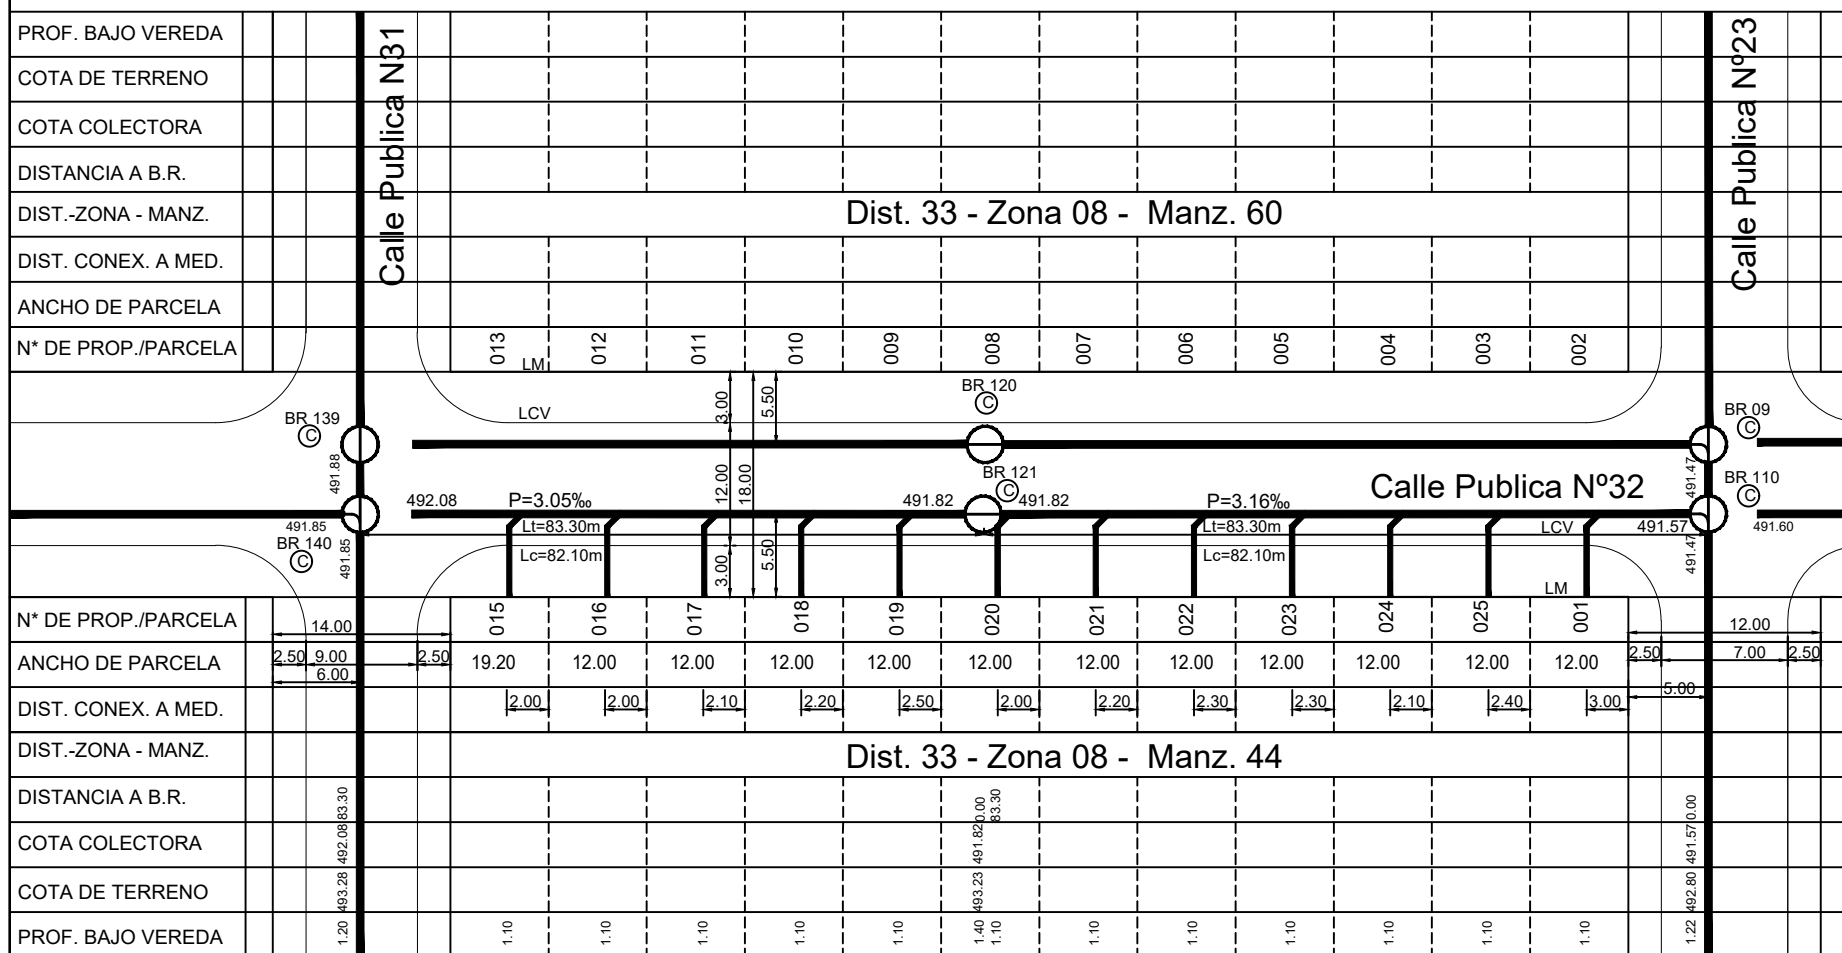 PROF. BAJO VEREDA
COTA DE TERRENO
COTA COLECTORA
DISTANCIA A B.R.
DIST.-ZONA - MANZ.
Dist. 33 - Zona 08 - Manz. 60
DIST. CONEX. A MED.
ANCHO DE PARCELA
N* DE PROP./PARCELA
013 012 011 010 009 008 007 006 005 004 003 002
Calle Publica N31
Calle Publica Nº23
LM
LCV
3.00
18.00
5.50
12.00
BR 139
C
BR 120
C
BR 09
C
491.88
491.47
BR 121
C
Calle Publica Nº32
BR 110
C
492.08
P=3.05‰
491.82
491.82
P=3.16‰
491.85
Lt=83.30m
Lt=83.30m
LCV
491.57
491.60
BR 140
C
491.85
Lc=82.10m
3.00
5.50
Lc=82.10m
491.47
LM
N* DE PROP./PARCELA
015 016 017 018 019 020 021 022 023 024 025 001
14.00
12.00
ANCHO DE PARCELA
2.50 9.00 2.50
19.20 12.00 12.00 12.00 12.00 12.00 12.00 12.00 12.00 12.00 12.00 12.00
2.50 7.00 2.50
6.00
5.00
DIST. CONEX. A MED.
2.00 2.00 2.10 2.20 2.50 2.00 2.20 2.30 2.30 2.10 2.40 3.00
DIST.-ZONA - MANZ.
Dist. 33 - Zona 08 - Manz. 44
DISTANCIA A B.R.
83.30 0.00 83.30 0.00
COTA COLECTORA
492.08 491.82 491.57
COTA DE TERRENO
493.28 493.23 492.80
PROF. BAJO VEREDA
1.20 1.10 1.10 1.10 1.10 1.10 1.40 1.10 1.10 1.10 1.10 1.10 1.10 1.10 1.22